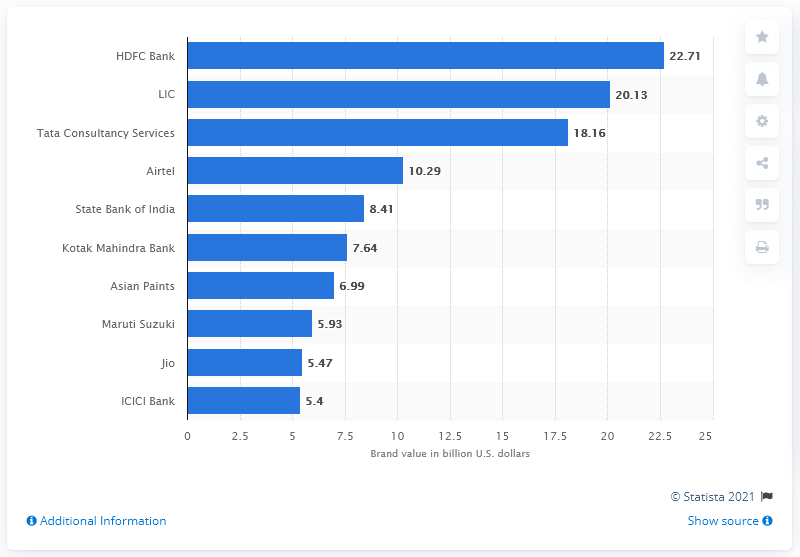 HDFC Bank 22.71
LIC 20.13
Tata Consultancy Services 18.16
Airtel 10.29
State Bank of India 8.41
Kotak Mahindra Bank 7.64
Asian Paints 6.99
Maruti Suzuki 5.93
Jio 5.47
ICICI Bank 5.4
0 2.5 5 7.5 10 12.5 15 17.5 20 22.5 25
Brand value in billion U.S. dollars
© Statista 2021
Additional Information Show source